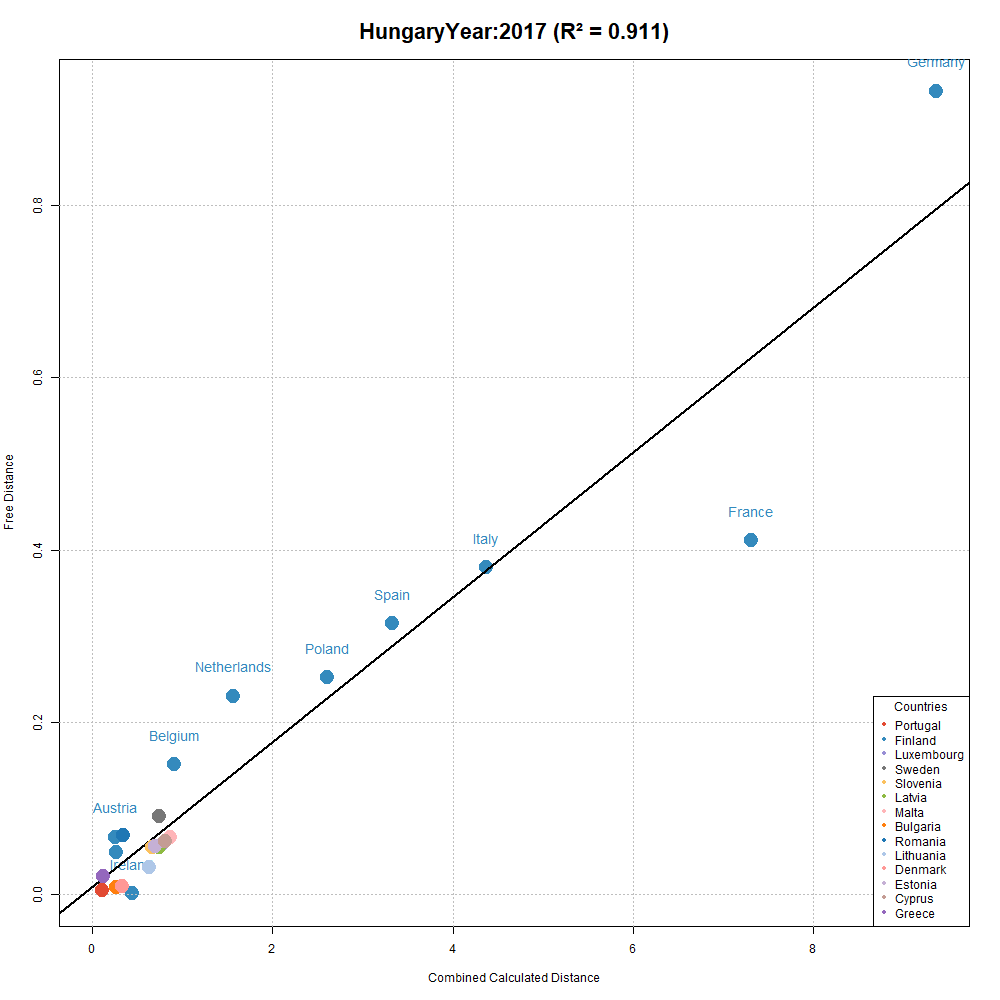 HungaryYear:2017 (R² = 0.911)
Germany
0.8
0.6
Free Distance
France
Italy
0.4
Spain
Poland
Netherlands
0.2
Belgium
Austria
Ireland
0.0
Countries
Portugal
Finland
Luxembourg
Sweden
Slovenia
Latvia
Malta
Bulgaria
Romania
Lithuania
Denmark
Estonia
Cyprus
Greece
0 2 4 6 8
Combined Calculated Distance